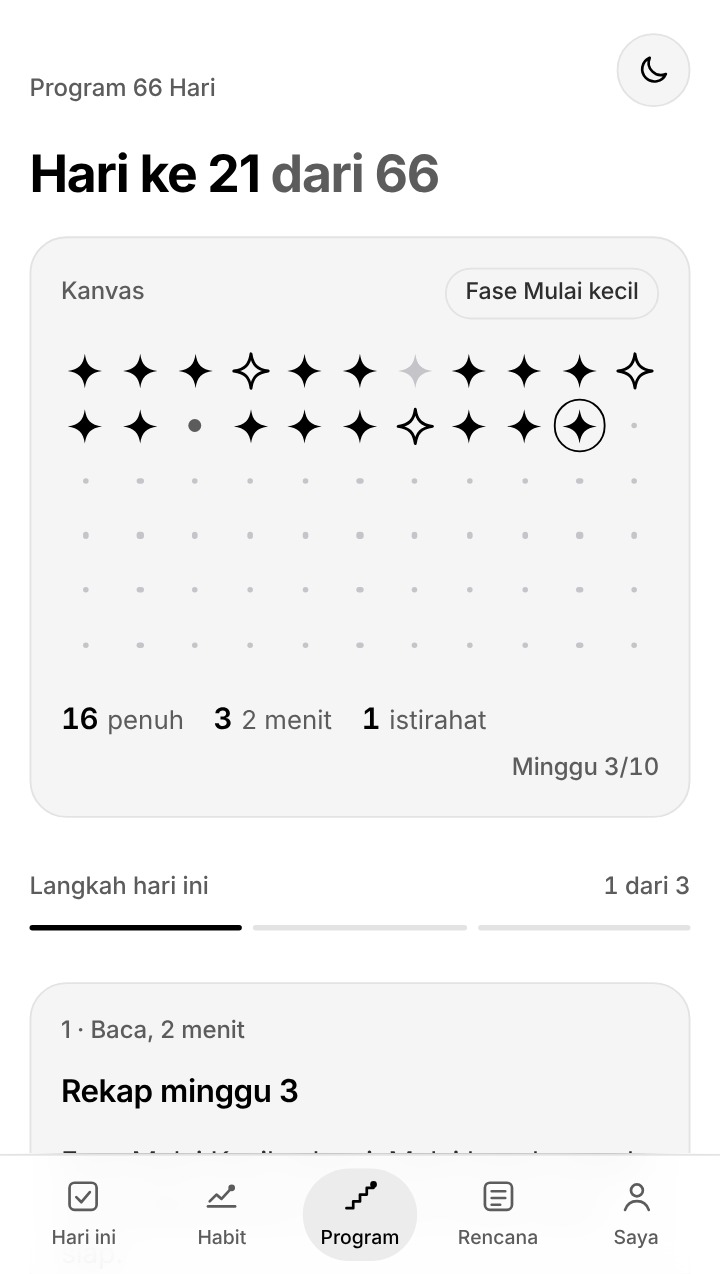 Program 66 Hari
Hari ke 21 dari 66
Kanvas
Fase Mulai kecil
16 penuh 3 2 menit 1 istirahat
Minggu 3/10
Langkah hari ini
1 dari 3
1 · Baca, 2 menit
Rekap minggu 3
siap.
Hari ini
Habit
Program
Rencana
Saya